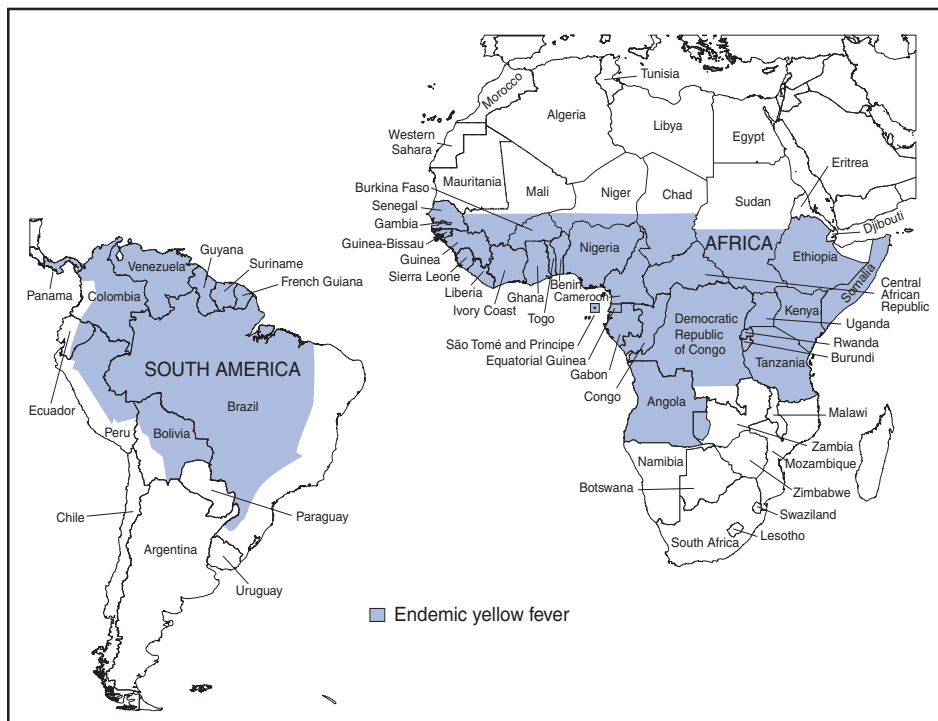 Morocco
Tunisia
Algeria
Libya
Egypt
Western
Sahara
Eritrea
Mauritania
Mali
Niger
Chad
Sudan
Burkina Faso
Senegal
Gambia
Djibouti
Guinea-Bissau
Nigeria
AFRICA
Ethiopia
Guinea
Sierra Leone
Somalia
Liberia
Ivory Coast
Ghana
Togo
Benin
Cameroon
Central
African
Republic
Kenya
Uganda
Democratic
Republic
of Congo
São Tomé and Principe
Rwanda
Equatorial Guinea
Burundi
Gabon
Tanzania
Congo
Angola
Malawi
Zambia
Mozambique
Namibia
Botswana
Zimbabwe
Swaziland
South Africa
Lesotho
Guyana
Venezuela
Suriname
French Guiana
Panama
Colombia
SOUTH AMERICA
Ecuador
Brazil
Peru
Bolivia
Chile
Paraguay
Argentina
Uruguay
Endemic yellow fever